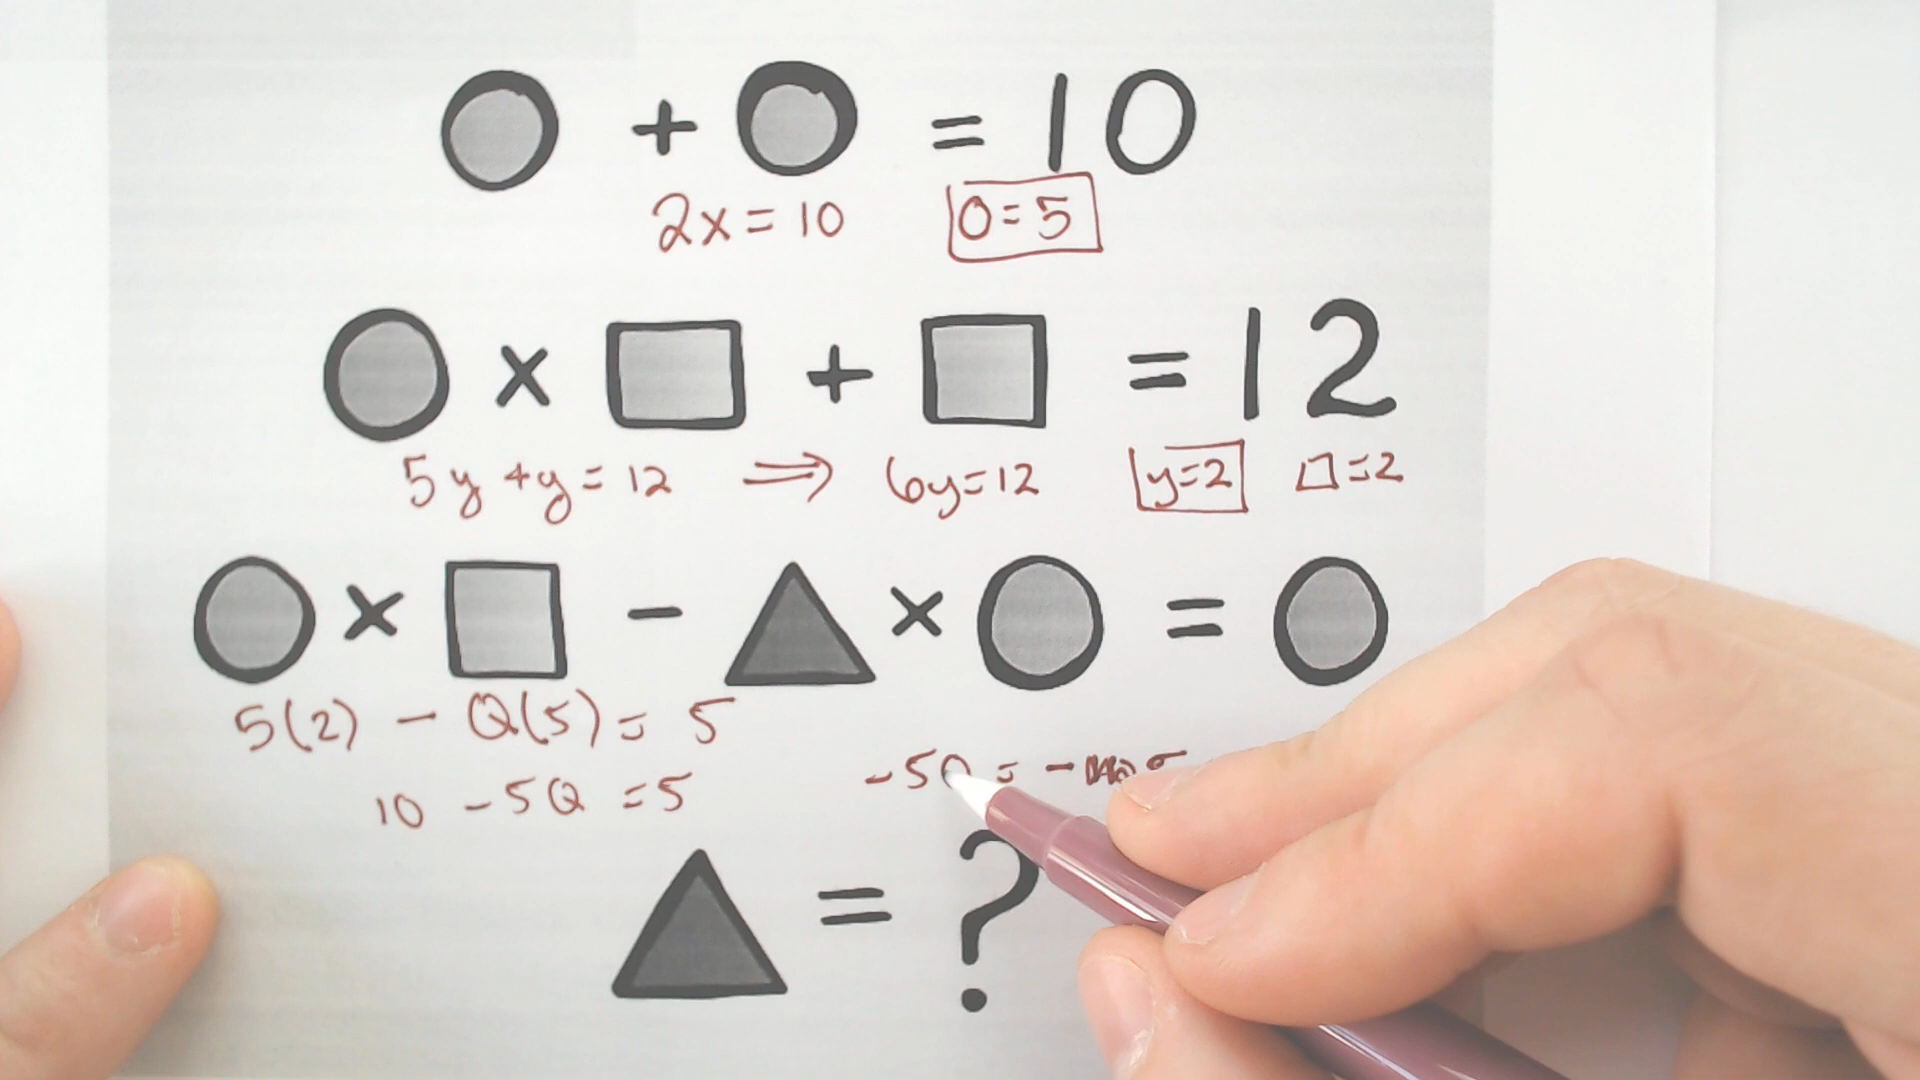 + = 10
2x = 10 O = 5
x + = 12
5y + y = 12 ⟹ 6y = 12 y = 2 □ = 2
x − x =
5(2) − Q(5) = 5
10 − 5Q = 5 −5Q = −
= ?